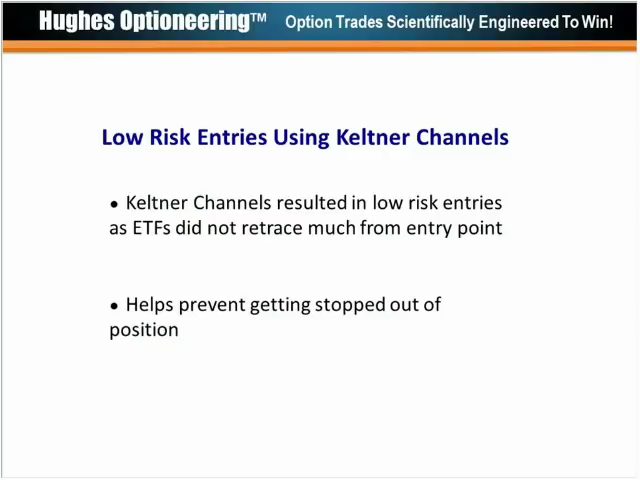 Hughes Optioneering™ Option Trades Scientifically Engineered To Win!
Low Risk Entries Using Keltner Channels
• Keltner Channels resulted in low risk entries
as ETFs did not retrace much from entry point
• Helps prevent getting stopped out of
position